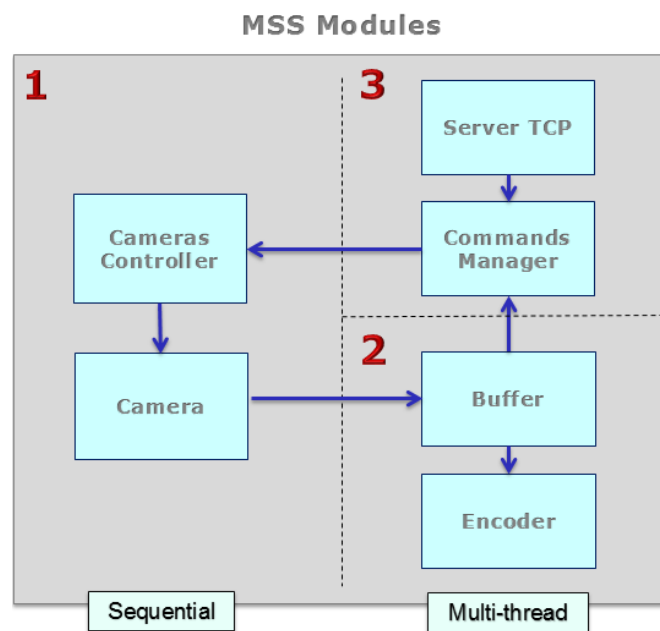 MSS Modules
1
3
Server TCP
Cameras
Controller
Commands
Manager
2
Camera
Buffer
Encoder
Sequential
Multi-thread